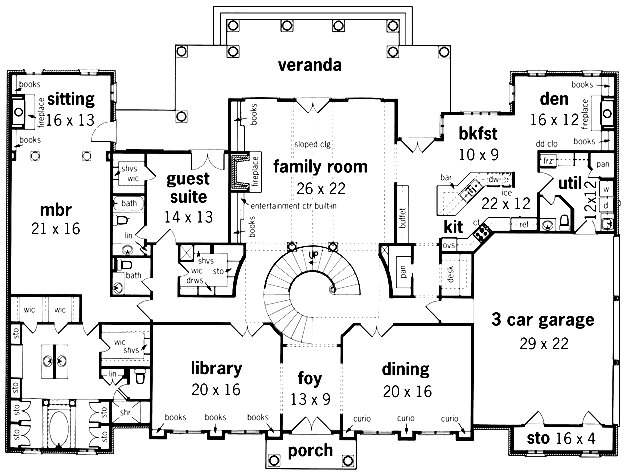 veranda
books
sitting
16 x 13
fireplace
books
books
den
16 x 12
fireplace
books
dd clo
bkfst
10 x 9
books
sloped clg
family room
26 x 22
fireplace
entertainment ctr built-in
books
shvs
wic
guest
suite
14 x 13
bath
lin
bath
mbr
21 x 16
shvs
wic
sto
drws
UP
buffet
pan
desk
bar
dw
ice
22 x 12
kit
ovs
ref
frz
pan
util
12x12
w
d
wic
wic
sto
sto
sto
sto
wic
shvs
lin
shr
library
20 x 16
books
books
books
foy
13 x 9
dining
20 x 16
curio
curio
curio
3 car garage
29 x 22
sto 16 x 4
porch